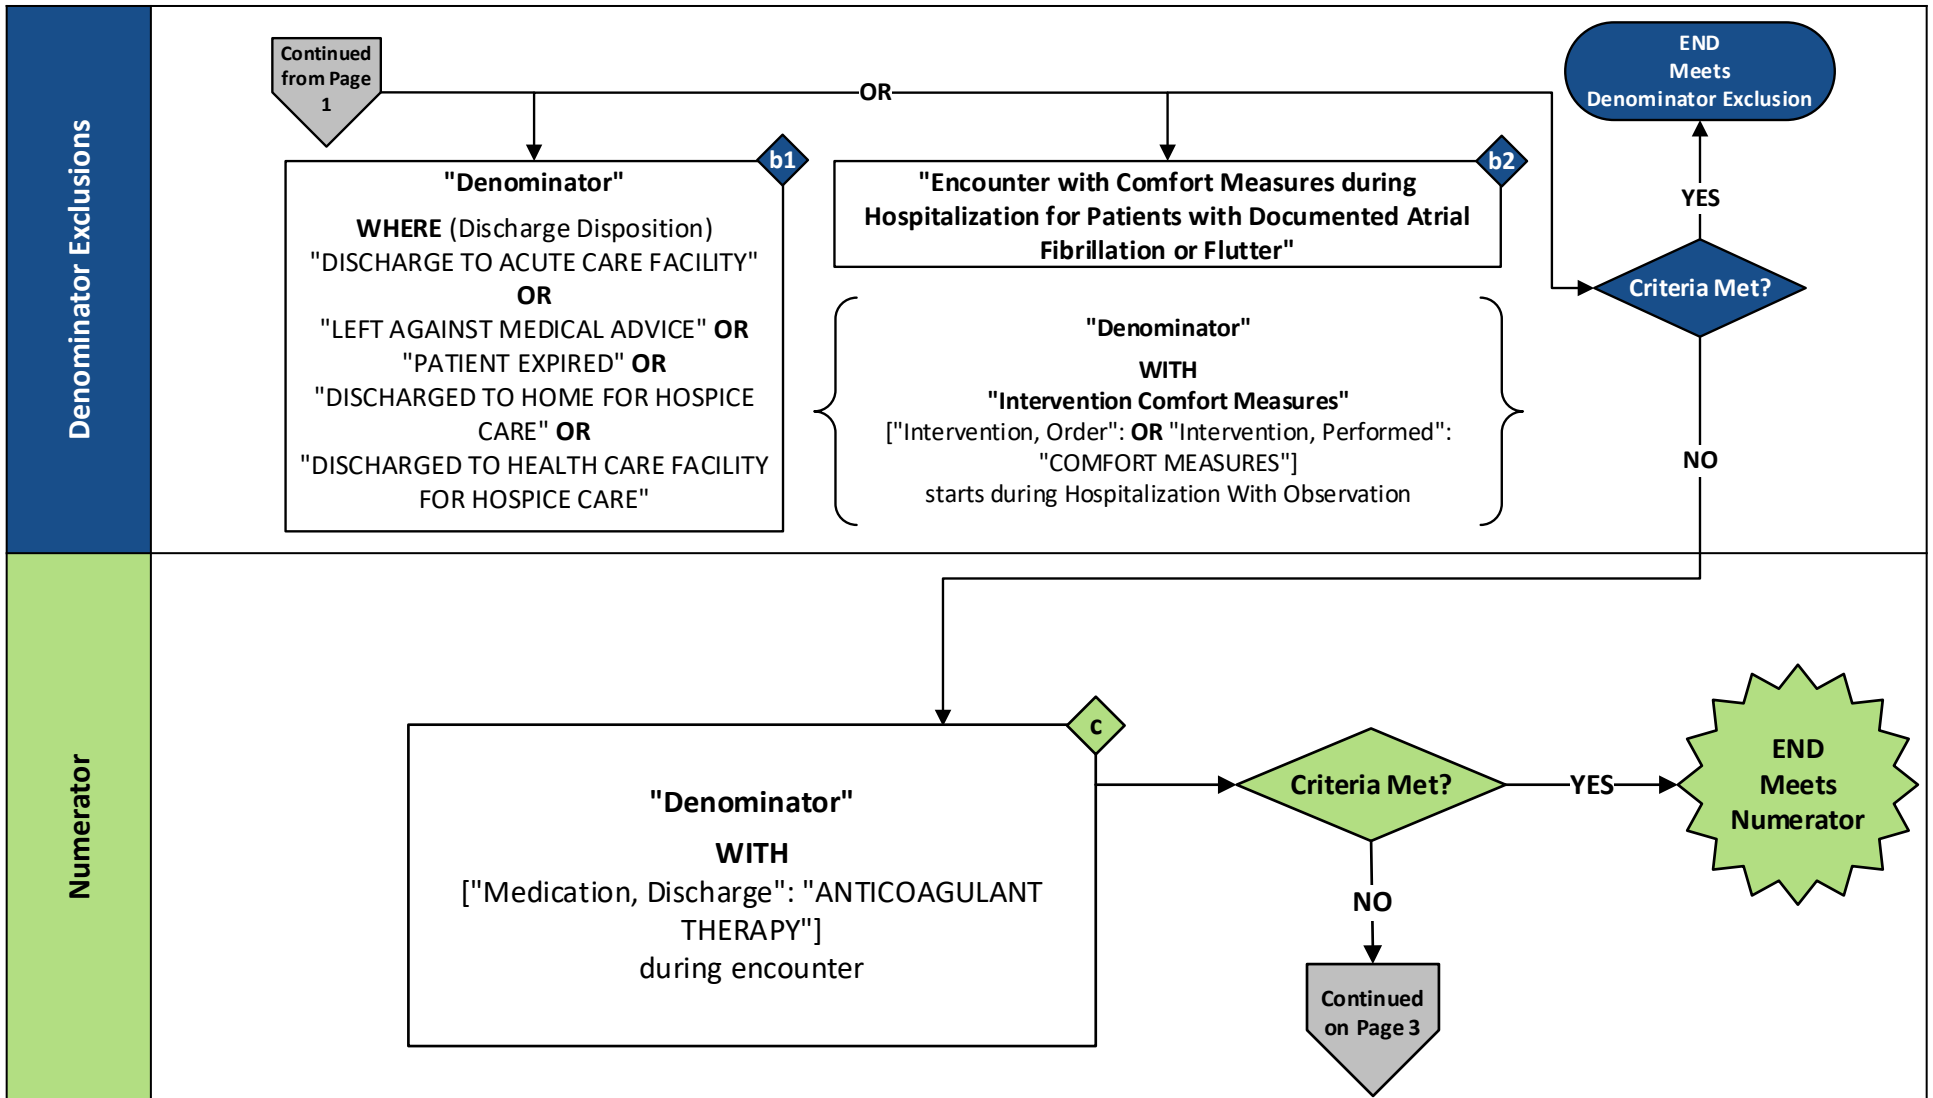 Denominator Exclusions
Continued
from Page
1
OR
END
Meets
Denominator Exclusion
YES
Criteria Met?
NO
b1
"Denominator"
WHERE (Discharge Disposition)
"DISCHARGE TO ACUTE CARE FACILITY"
OR
"LEFT AGAINST MEDICAL ADVICE" OR
"PATIENT EXPIRED" OR
"DISCHARGED TO HOME FOR HOSPICE
CARE" OR
"DISCHARGED TO HEALTH CARE FACILITY
FOR HOSPICE CARE"
b2
"Encounter with Comfort Measures during
Hospitalization for Patients with Documented Atrial
Fibrillation or Flutter"
"Denominator"
WITH
"Intervention Comfort Measures"
["Intervention, Order": OR "Intervention, Performed":
"COMFORT MEASURES"]
starts during Hospitalization With Observation
Numerator
c
"Denominator"
WITH
["Medication, Discharge": "ANTICOAGULANT
THERAPY"]
during encounter
Criteria Met?
YES
END
Meets
Numerator
NO
Continued
on Page 3